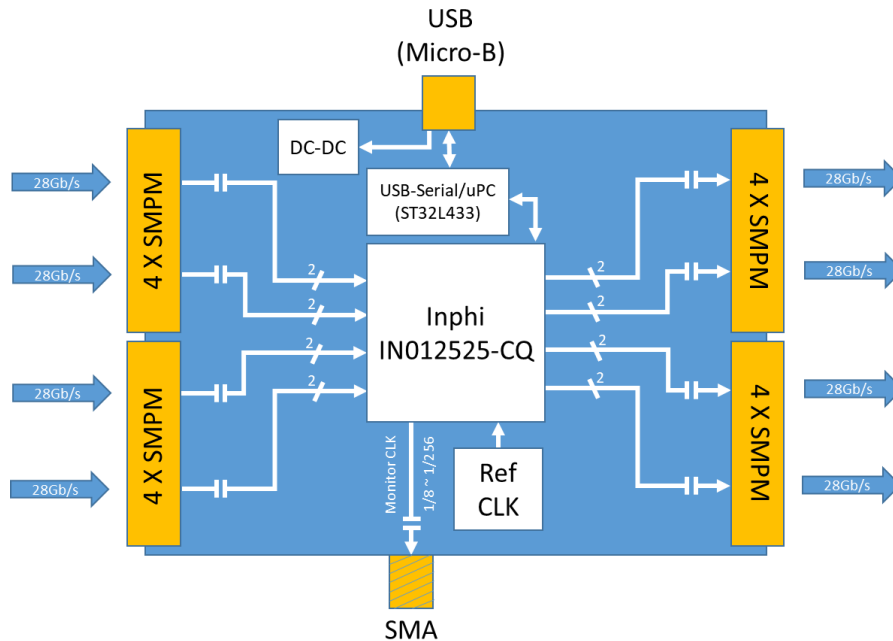 USB
(Micro-B)
DC-DC
USB-Serial/uPC
(ST32L433)
28Gb/s
28Gb/s
28Gb/s
28Gb/s
4 X SMPM
4 X SMPM
2
2
2
2
Inphi
IN012525-CQ
2
2
2
2
4 X SMPM
4 X SMPM
28Gb/s
28Gb/s
28Gb/s
28Gb/s
Monitor CLK
1/8 ~ 1/256
Ref
CLK
SMA